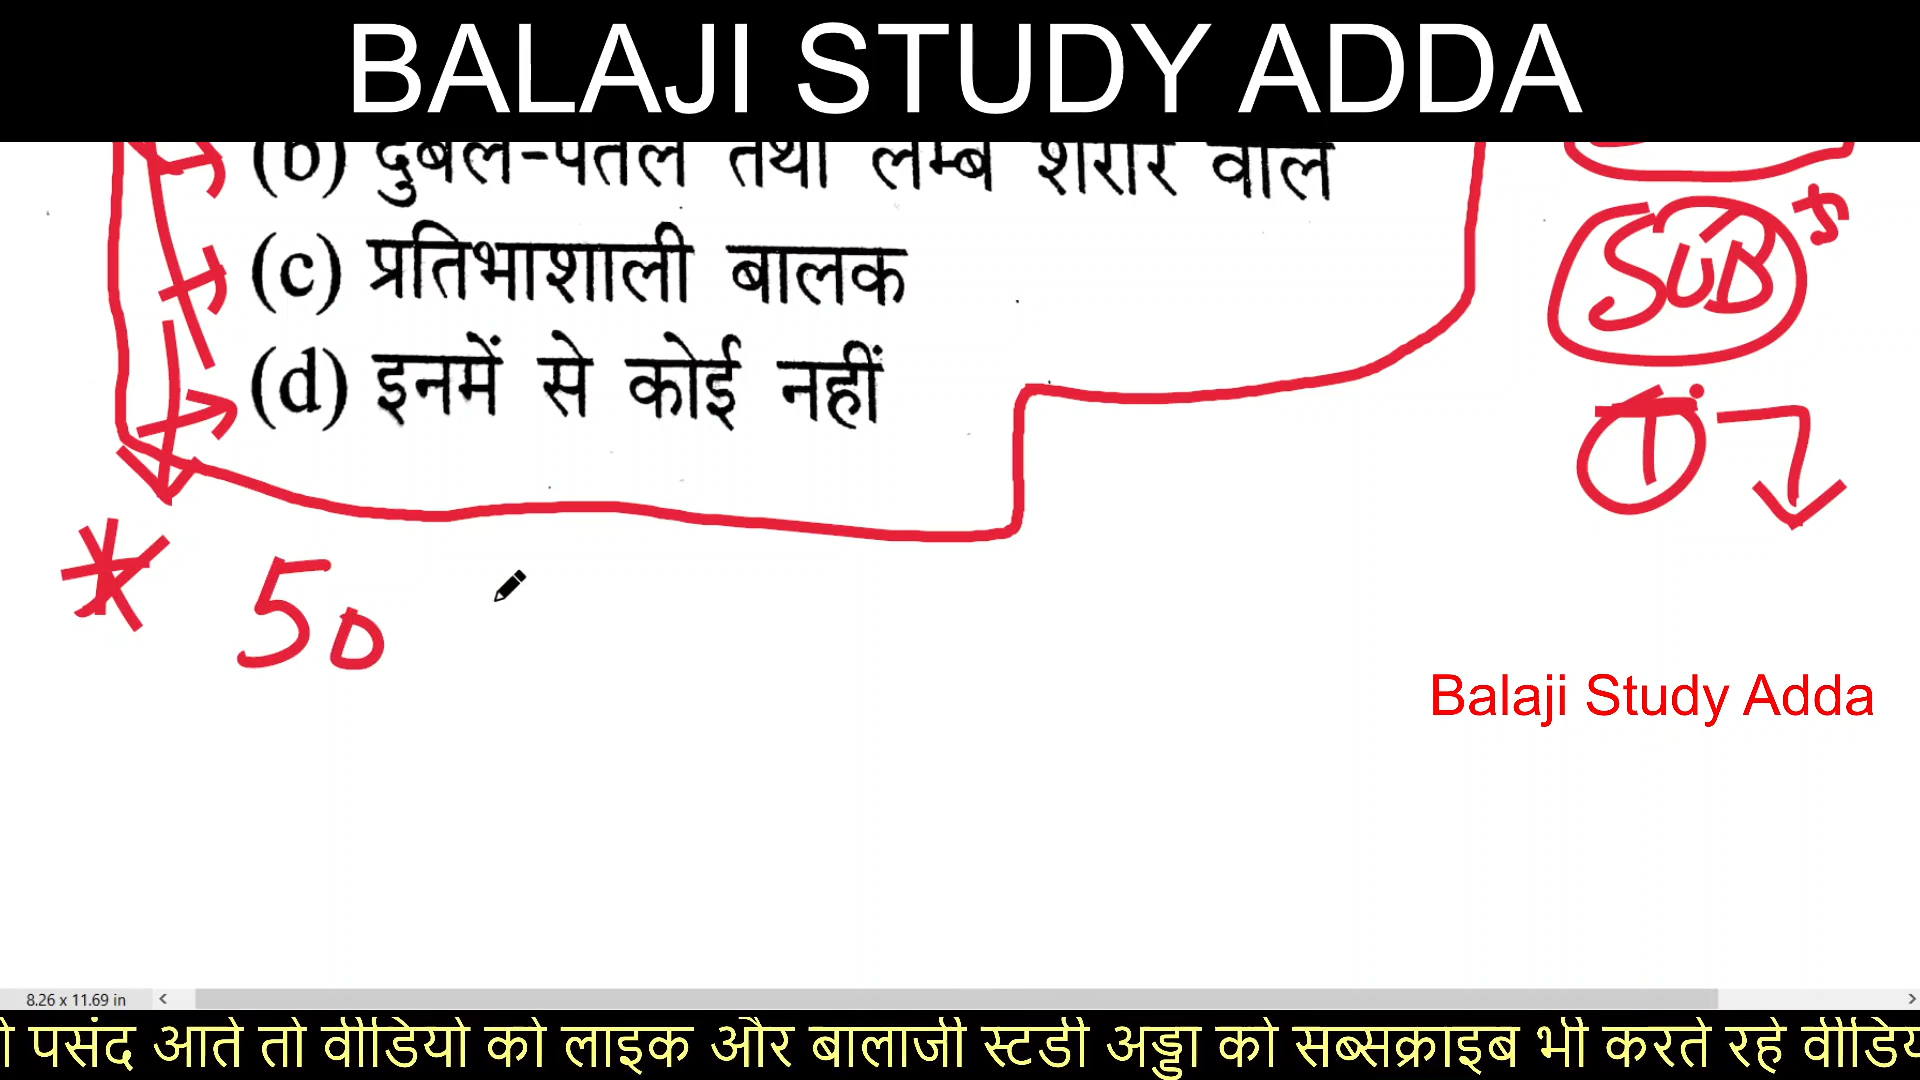 BALAJI STUDY ADDA
(b) दुबले-पतले तथा लम्बे शरीर वाले
(c) प्रतिभाशाली बालक
(d) इनमें से कोई नहीं
SUB
T
50
Balaji Study Adda
8.26 x 11.69 in
पसंद आते तो वीडियो को लाइक और बालाजी स्टडी अड्डा को सब्सक्राइब भी करते रहे